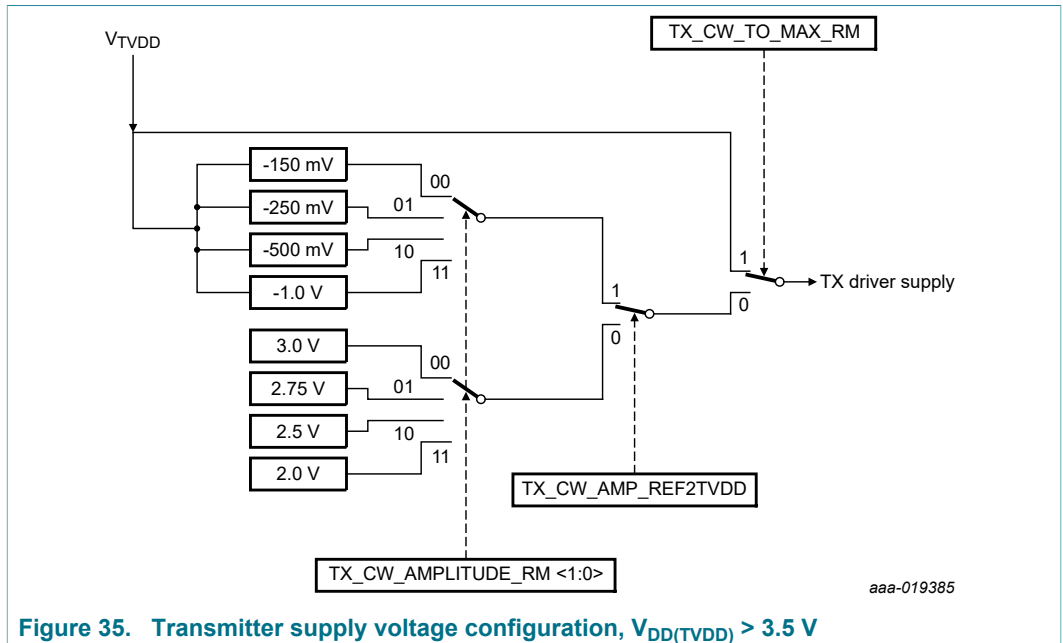 TX_CW_TO_MAX_RM
VTVDD
-150 mV
00
-250 mV
01
-500 mV
10
-1.0 V
11
1
TX driver supply
0
1
0
3.0 V
00
2.75 V
01
2.5 V
10
2.0 V
11
TX_CW_AMP_REF2TVDD
TX_CW_AMPLITUDE_RM <1:0>
aaa-019385
Figure 35. Transmitter supply voltage configuration, VDD(TVDD) > 3.5 V